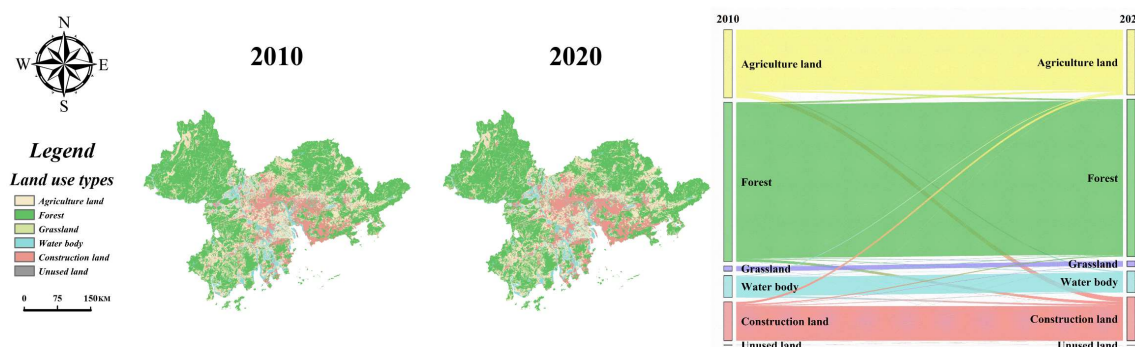 N
W
E
S
2010
2020
Legend
Land use types
Agriculture land
Forest
Grassland
Water body
Construction land
Unused land
0 75 150KM
2010
202
Agriculture land
Agriculture land
Forest
Forest
Grassland
Grassland
Water body
Water body
Construction land
Construction land
Unused land
Unused land